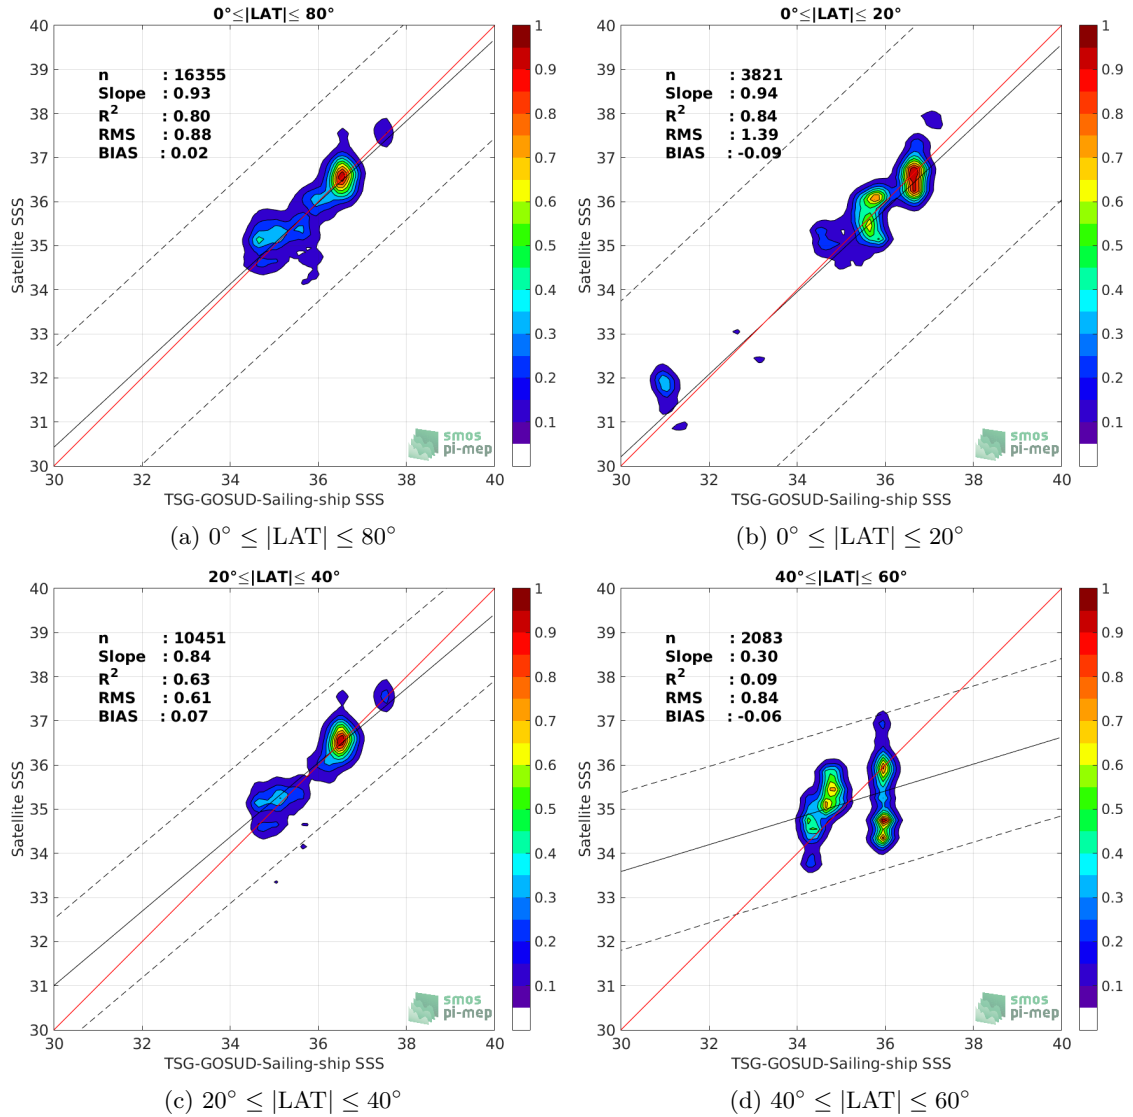 0°≤|LAT|≤ 80°
40
39
38
37
36
35
34
33
32
31
30
Satellite SSS
n : 16355
Slope : 0.93
R² : 0.80
RMS : 0.88
BIAS : 0.02
smos
pi-mep
30 32 34 36 38 40
TSG-GOSUD-Sailing-ship SSS
1
0.9
0.8
0.7
0.6
0.5
0.4
0.3
0.2
0.1
(a) 0° ≤ |LAT| ≤ 80°
0°≤|LAT|≤ 20°
40
39
38
37
36
35
34
33
32
31
30
Satellite SSS
n : 3821
Slope : 0.94
R² : 0.84
RMS : 1.39
BIAS : -0.09
smos
pi-mep
30 32 34 36 38 40
TSG-GOSUD-Sailing-ship SSS
1
0.9
0.8
0.7
0.6
0.5
0.4
0.3
0.2
0.1
(b) 0° ≤ |LAT| ≤ 20°
20°≤|LAT|≤ 40°
40
39
38
37
36
35
34
33
32
31
30
Satellite SSS
n : 10451
Slope : 0.84
R² : 0.63
RMS : 0.61
BIAS : 0.07
smos
pi-mep
30 32 34 36 38 40
TSG-GOSUD-Sailing-ship SSS
1
0.9
0.8
0.7
0.6
0.5
0.4
0.3
0.2
0.1
(c) 20° ≤ |LAT| ≤ 40°
40°≤|LAT|≤ 60°
40
39
38
37
36
35
34
33
32
31
30
Satellite SSS
n : 2083
Slope : 0.30
R² : 0.09
RMS : 0.84
BIAS : -0.06
smos
pi-mep
30 32 34 36 38 40
TSG-GOSUD-Sailing-ship SSS
1
0.9
0.8
0.7
0.6
0.5
0.4
0.3
0.2
0.1
(d) 40° ≤ |LAT| ≤ 60°